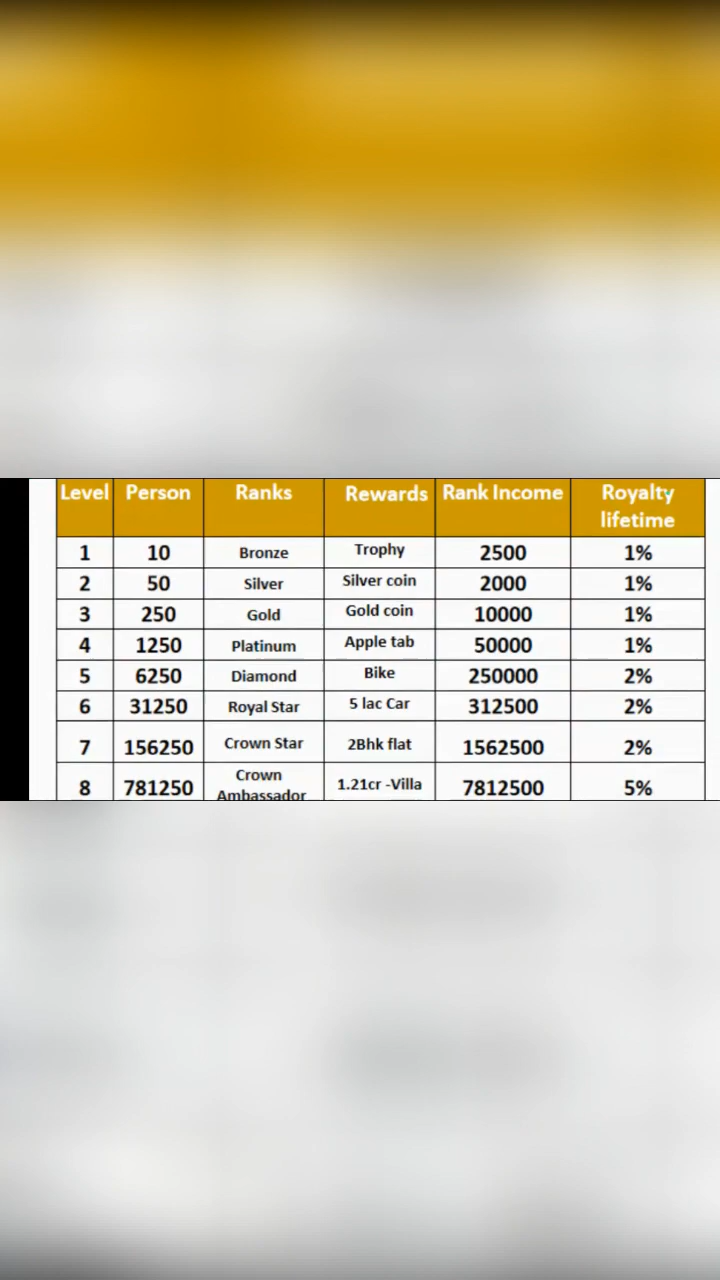 Level Person Ranks Rewards Rank Income Royalty
lifetime
1 10 Bronze Trophy 2500 1%
2 50 Silver Silver coin 2000 1%
3 250 Gold Gold coin 10000 1%
4 1250 Platinum Apple tab 50000 1%
5 6250 Diamond Bike 250000 2%
6 31250 Royal Star 5 lac Car 312500 2%
7 156250 Crown Star 2Bhk flat 1562500 2%
8 781250 Crown Ambassador 1.21cr -Villa 7812500 5%